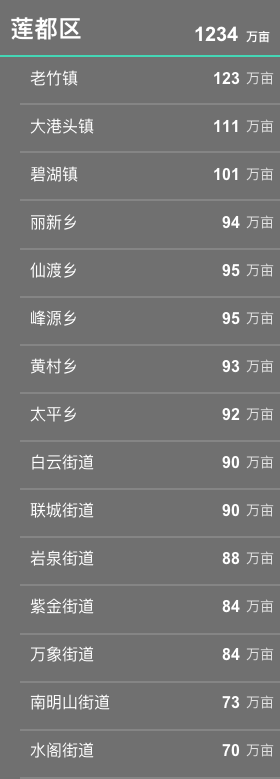 莲都区 1234 万亩
老竹镇 123 万亩
大港头镇 111 万亩
碧湖镇 101 万亩
丽新乡 94 万亩
仙渡乡 95 万亩
峰源乡 95 万亩
黄村乡 93 万亩
太平乡 92 万亩
白云街道 90 万亩
联城街道 90 万亩
岩泉街道 88 万亩
紫金街道 84 万亩
万象街道 84 万亩
南明山街道 73 万亩
水阁街道 70 万亩